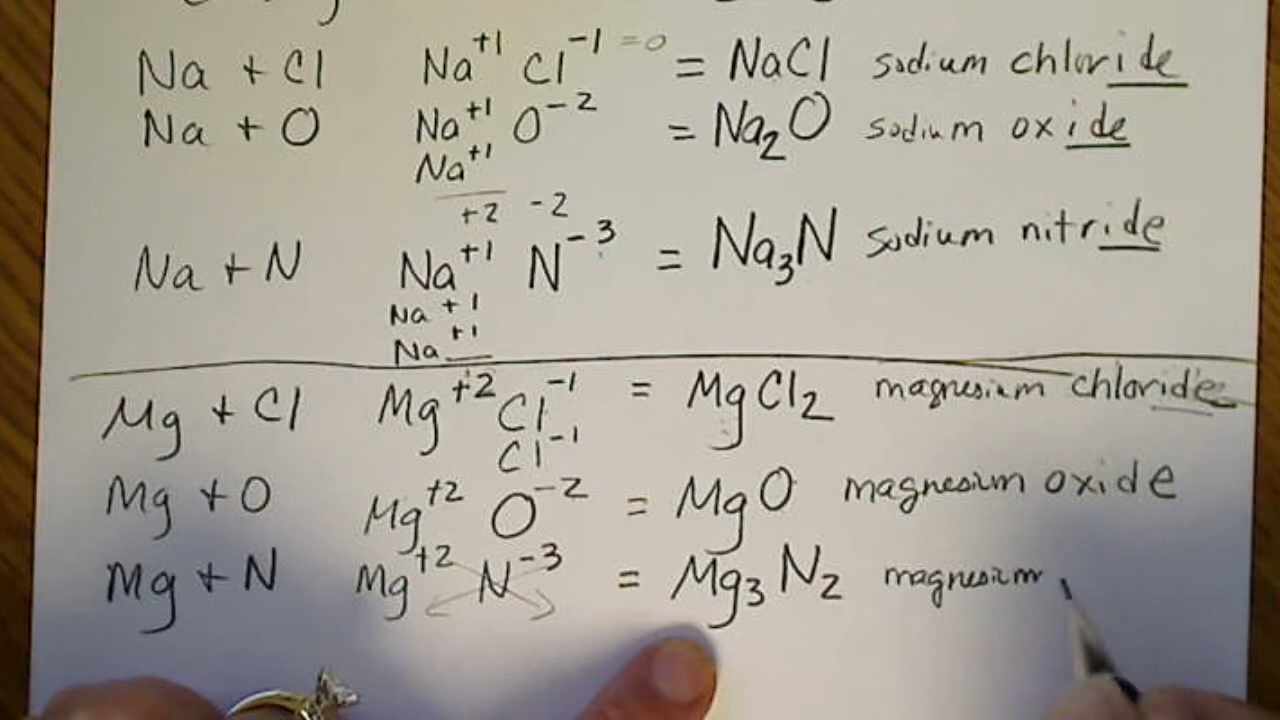 Na + Cl Na+1 Cl-1 =0 = NaCl sodium chloride
Na + O Na+1 O-2 = Na2O sodium oxide
Na+1
+2 -2
Na + N Na+1 N-3 = Na3N sodium nitride
Na+1
Na+1
Mg + Cl Mg+2 Cl-1 = MgCl2 magnesium chloride
Cl-1
Mg + O Mg+2 O-2 = MgO magnesium oxide
Mg + N Mg+2 N-3 = Mg3N2 magnesium